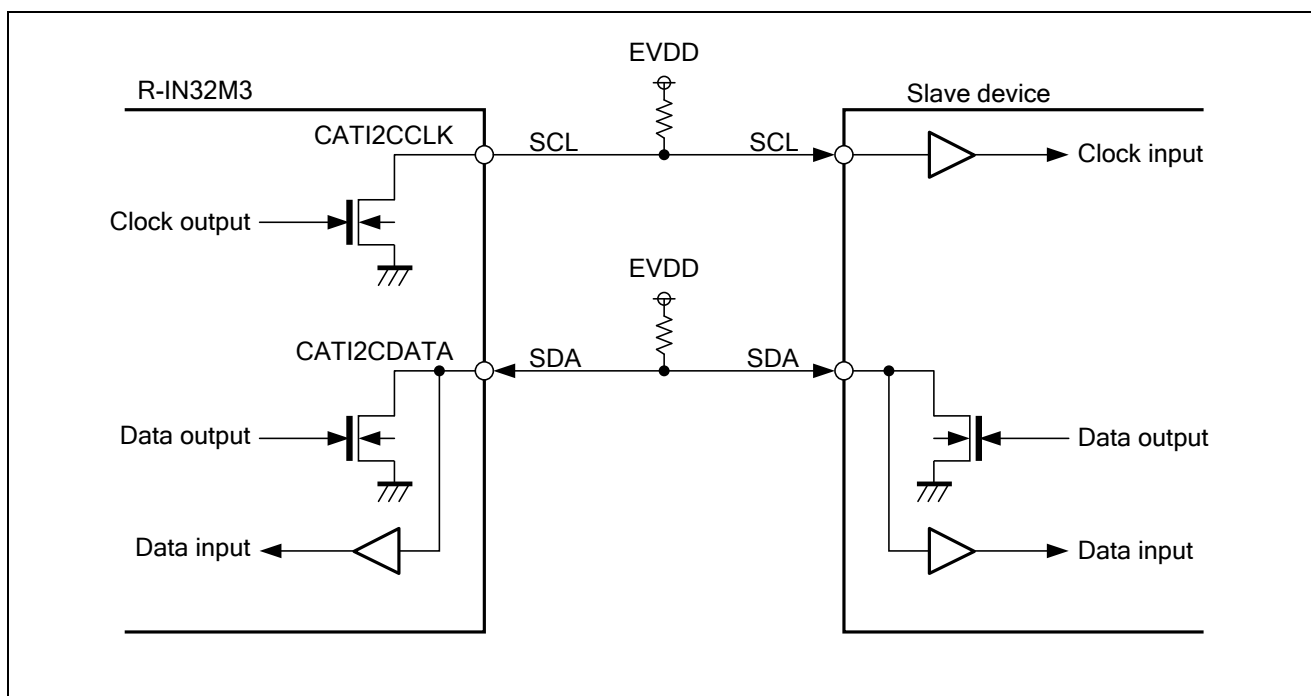 EVDD
R-IN32M3
Slave device
CATI2CCLK
SCL
SCL
Clock input
Clock output
EVDD
CATI2CDATA
SDA
SDA
Data output
Data output
Data input
Data input